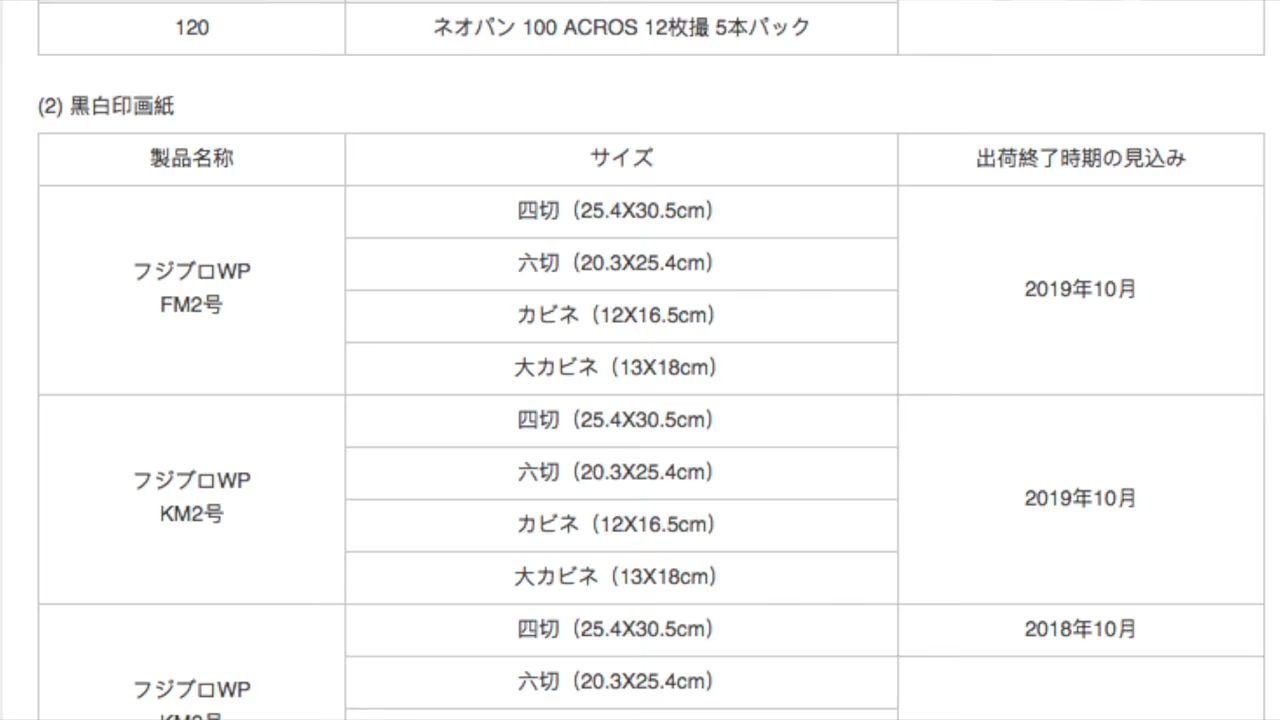 120
ネオパン 100 ACROS 12枚撮 5本パック
(2) 黒白印画紙
製品名称
サイズ
出荷終了時期の見込み
フジブロWP
FM2号
四切（25.4X30.5cm）
六切（20.3X25.4cm）
カビネ（12X16.5cm）
大カビネ（13X18cm）
2019年10月
フジブロWP
KM2号
四切（25.4X30.5cm）
六切（20.3X25.4cm）
カビネ（12X16.5cm）
大カビネ（13X18cm）
2019年10月
フジブロWP
四切（25.4X30.5cm）
2018年10月
六切（20.3X25.4cm）